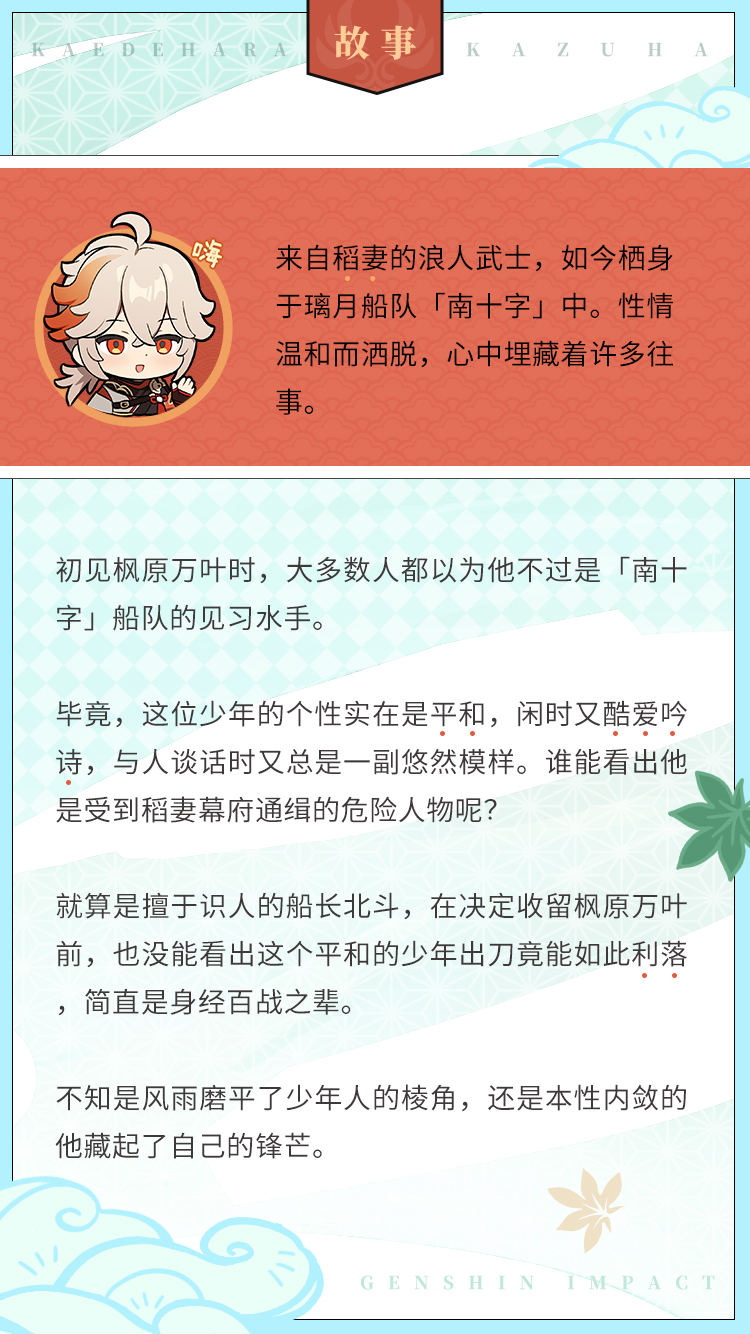 故事
KAEDEHARA KAZUHA
嗨
来自稻妻的浪人武士，如今栖身
于璃月船队「南十字」中。性情
温和而洒脱，心中埋藏着许多往
事。
初见枫原万叶时，大多数人都以为他不过是「南十
字」船队的见习水手。
毕竟，这位少年的个性实在是平和，闲时又酷爱吟
诗，与人谈话时又总是一副悠然模样。谁能看出他
是受到稻妻幕府通缉的危险人物呢？
就算是擅于识人的船长北斗，在决定收留枫原万叶
前，也没能看出这个平和的少年出刀竟能如此利落
，简直是身经百战之辈。
不知是风雨磨平了少年人的棱角，还是本性内敛的
他藏起了自己的锋芒。
GENSHIN IMPACT